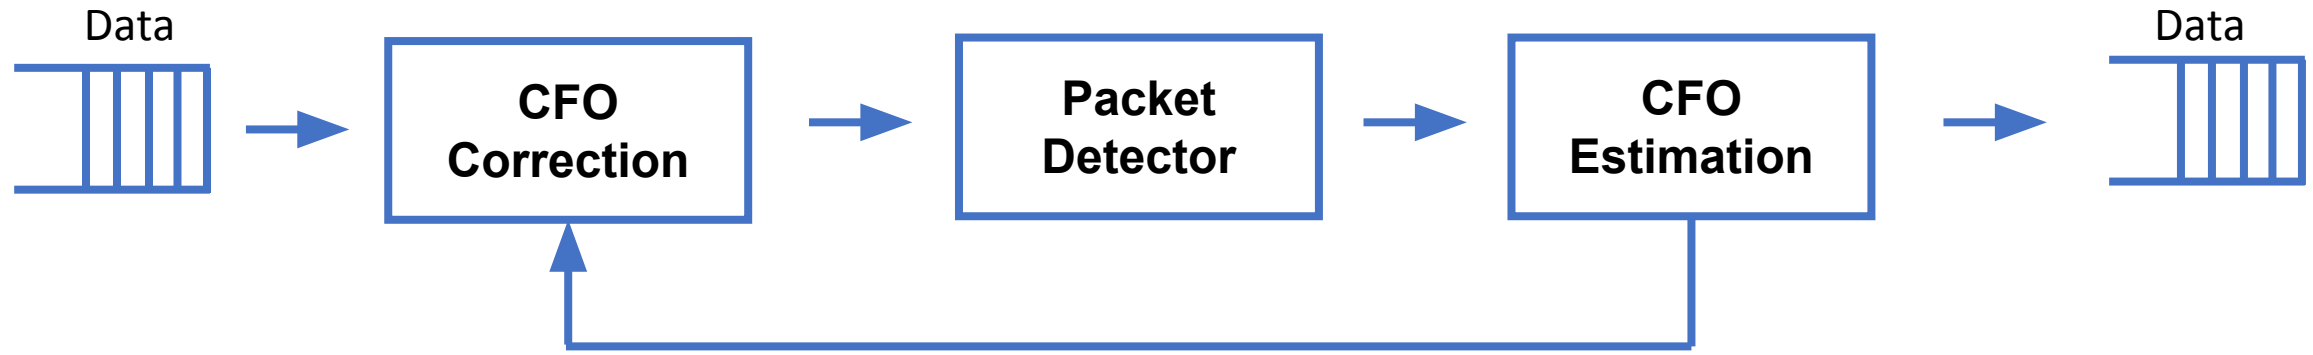 Data
CFO
Correction
Packet
Detector
CFO
Estimation
Data